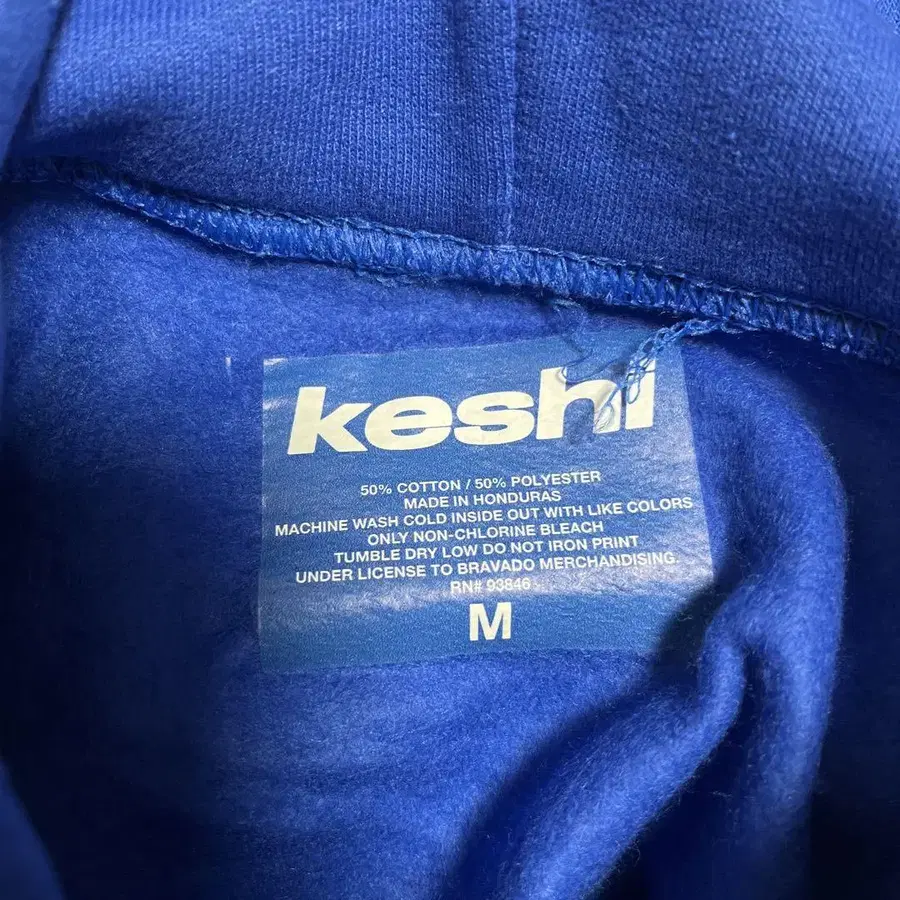 keshi
50% COTTON / 50% POLYESTER
MADE IN HONDURAS
MACHINE WASH COLD INSIDE OUT WITH LIKE COLORS
ONLY NON-CHLORINE BLEACH
TUMBLE DRY LOW DO NOT IRON PRINT
UNDER LICENSE TO BRAVADO MERCHANDISING.
RN# 93846
M